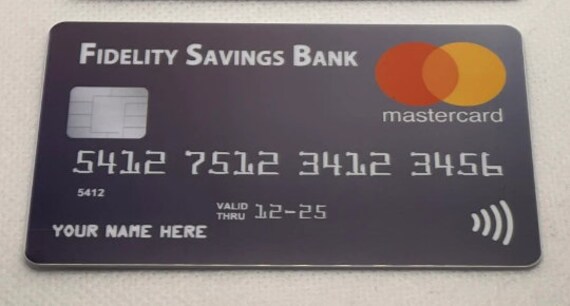 FIDELITY SAVINGS BANK
mastercard
5412 7512 3412 3456
5412
VALID THRU 12-25
YOUR NAME HERE